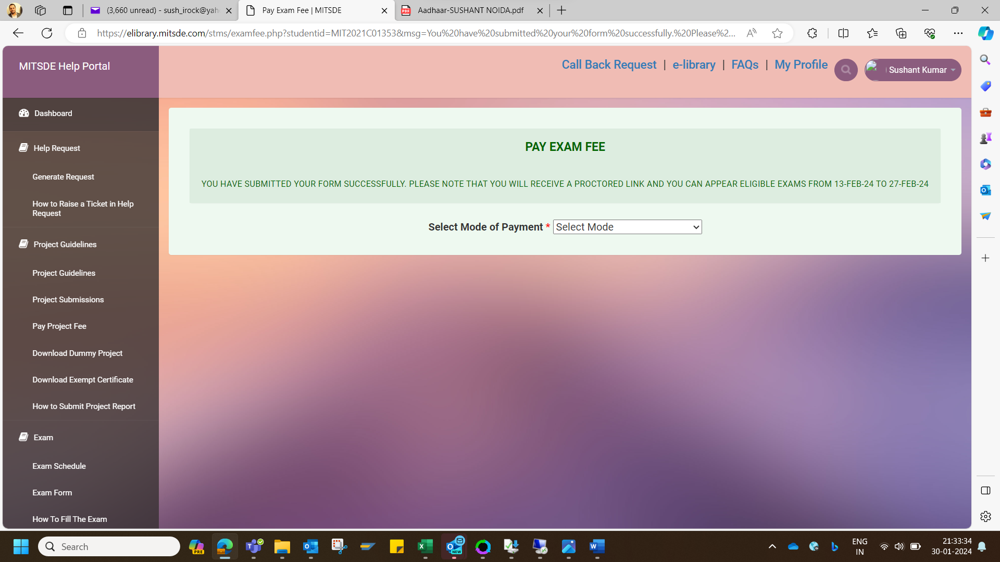 (3,660 unread) - sush_irock@yah
Pay Exam Fee | MITSDE
Aadhaar-SUSHANT NOIDA.pdf
https://elibrary.mitsde.com/stms/examfee.php?studentid=MIT2021C01353&msg=You%20have%20submitted%20your%20form%20successfully.%20Please%2...
MITSDE Help Portal
Call Back Request | e-library | FAQs | My Profile
Sushant Kumar
Dashboard
Help Request
Generate Request
How to Raise a Ticket in Help
Request
Project Guidelines
Project Guidelines
Project Submissions
Pay Project Fee
Download Dummy Project
Download Exempt Certificate
How to Submit Project Report
Exam
Exam Schedule
Exam Form
How To Fill The Exam
PAY EXAM FEE
YOU HAVE SUBMITTED YOUR FORM SUCCESSFULLY. PLEASE NOTE THAT YOU WILL RECEIVE A PROCTORED LINK AND YOU CAN APPEAR ELIGIBLE EXAMS FROM 13-FEB-24 TO 27-FEB-24
Select Mode of Payment * Select Mode
Search
PRE
NEW
ENG
IN
21:33:34
30-01-2024